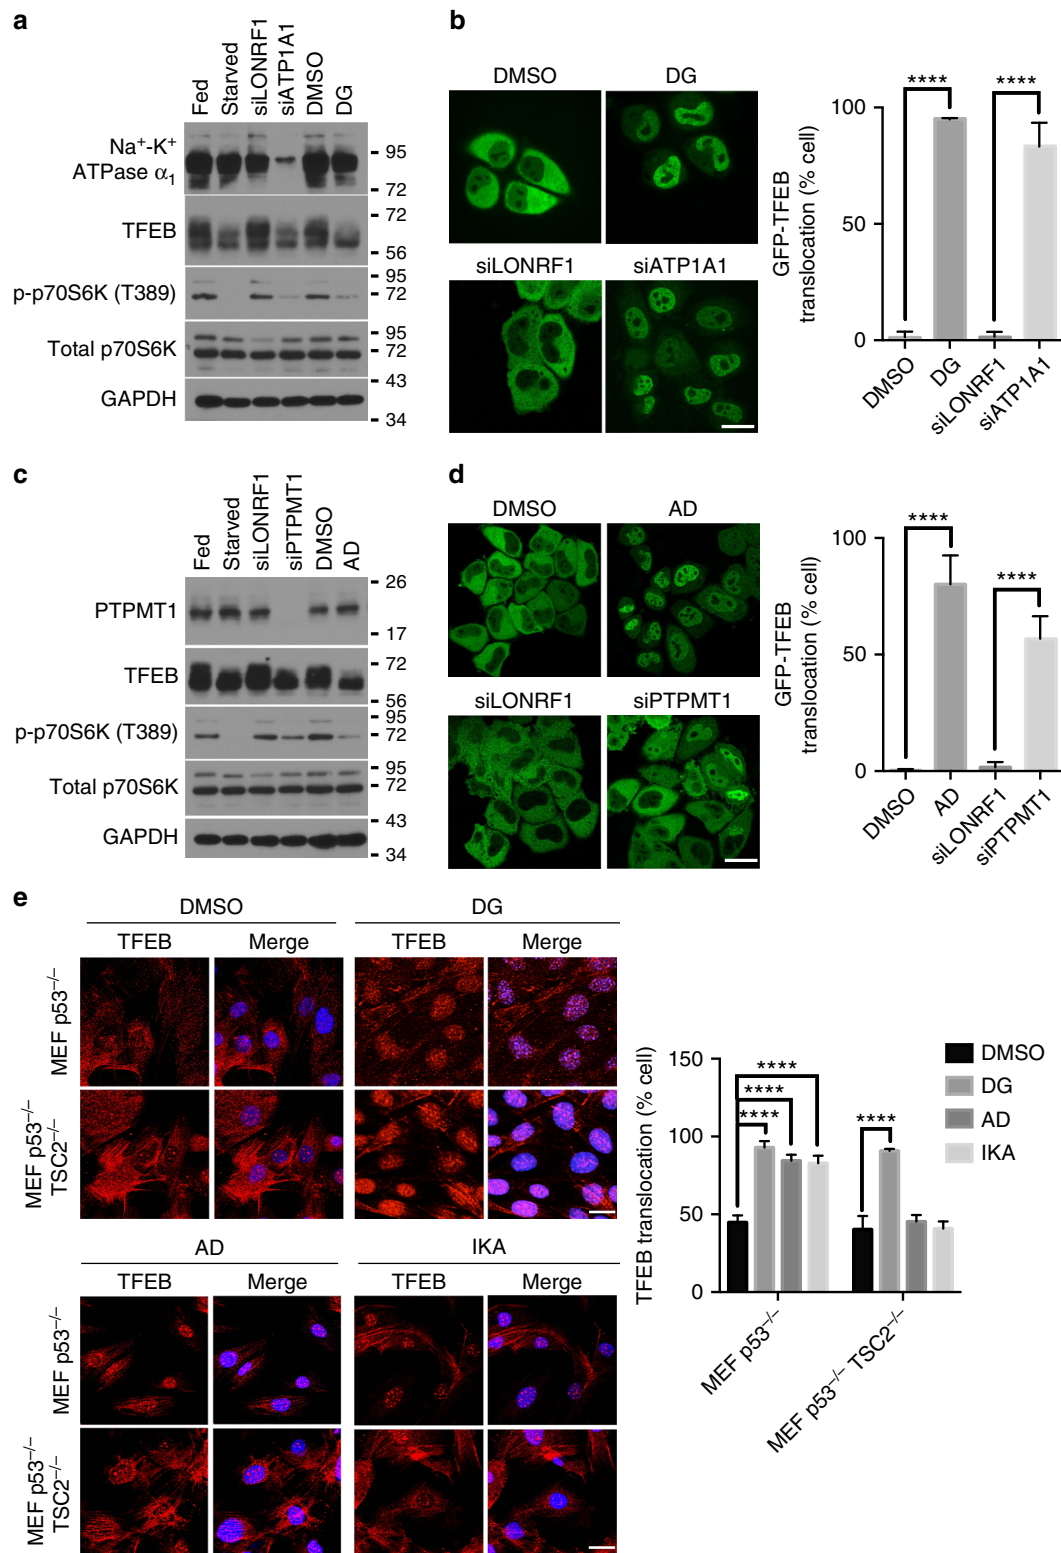 a
Fed
Starved
siLONRF1
siATP1A1
DMSO
DG
Na⁺-K⁺
ATPase α₁
95
72
TFEB
72
56
p-p70S6K (T389)
95
72
Total p70S6K
95
72
GAPDH
43
34
b
DMSO
DG
siLONRF1
siATP1A1
GFP-TFEB
translocation (% cell)
100
50
0
****
****
DMSO
DG
siLONRF1
siATP1A1
c
Fed
Starved
siLONRF1
siPTPMT1
DMSO
AD
PTPMT1
26
17
TFEB
72
56
p-p70S6K (T389)
95
72
Total p70S6K
95
72
GAPDH
43
34
d
DMSO
AD
siLONRF1
siPTPMT1
GFP-TFEB
translocation (% cell)
100
50
0
****
****
DMSO
AD
siLONRF1
siPTPMT1
e
DMSO
DG
TFEB
Merge
TFEB
Merge
MEF p53⁻/⁻
MEF p53⁻/⁻
TSC2⁻/⁻
AD
IKA
TFEB
Merge
TFEB
Merge
MEF p53⁻/⁻
MEF p53⁻/⁻
TSC2⁻/⁻
TFEB translocation (% cell)
150
100
50
0
****
****
****
****
MEF p53⁻/⁻
MEF p53⁻/⁻ TSC2⁻/⁻
DMSO
DG
AD
IKA